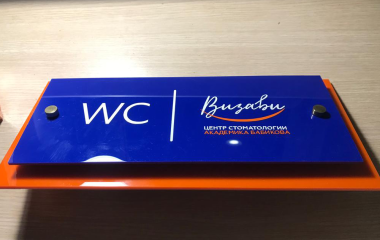 WC
Визави
ЦЕНТР СТОМАТОЛОГИИ
АКАДЕМИКА БАБИКОВА